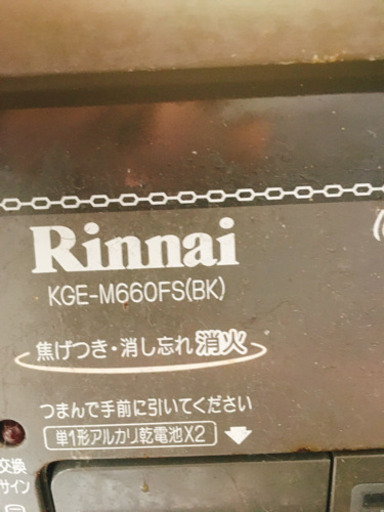 Rinnai
KGE-M660FS(BK)
焦げつき・消し忘れ消火
つまんで手前に引いてください
単1形アルカリ乾電池X2
交換
サイン